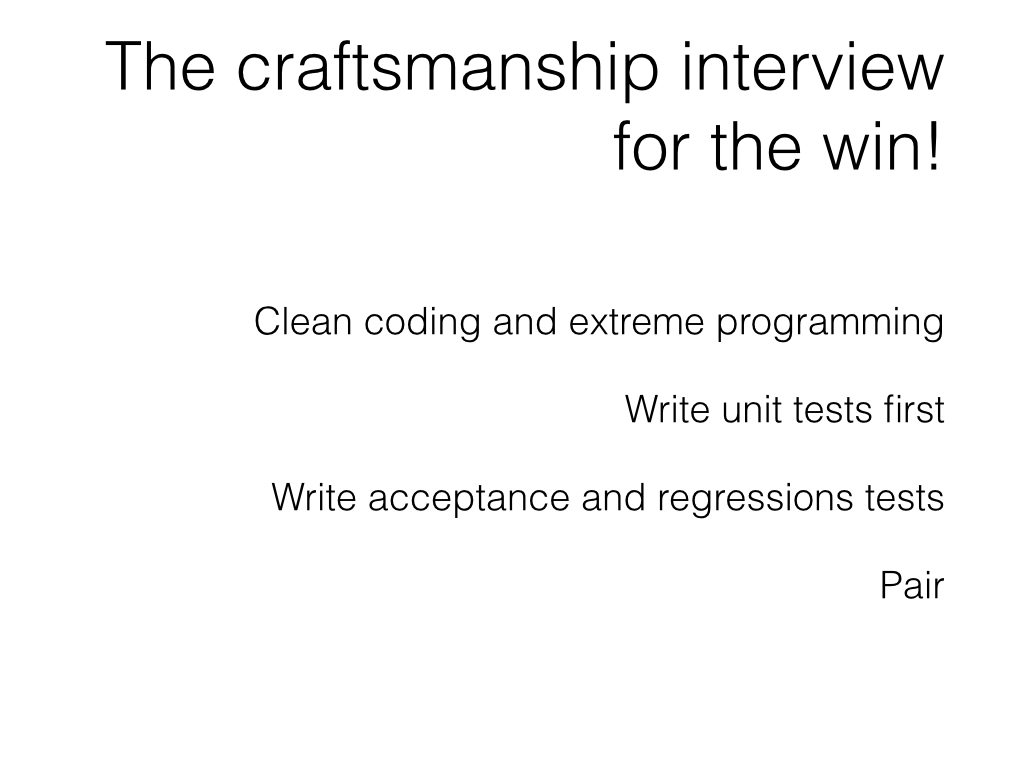 The craftsmanship interview
for the win!
Clean coding and extreme programming
Write unit tests first
Write acceptance and regressions tests
Pair